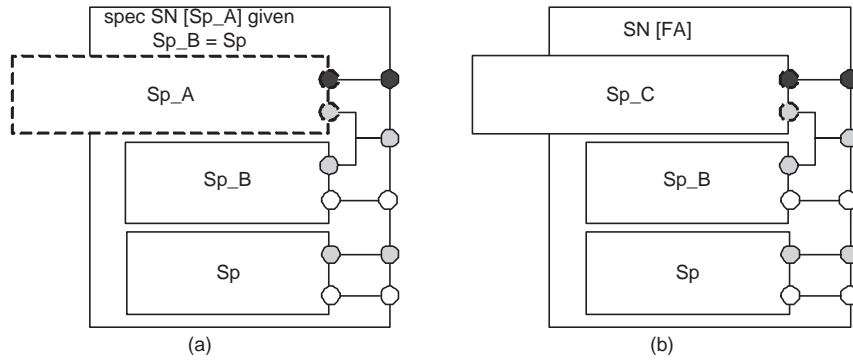 spec SN [Sp_A] given
Sp_B = Sp
Sp_A
Sp_B
Sp
(a)
SN [FA]
Sp_C
Sp_B
Sp
(b)